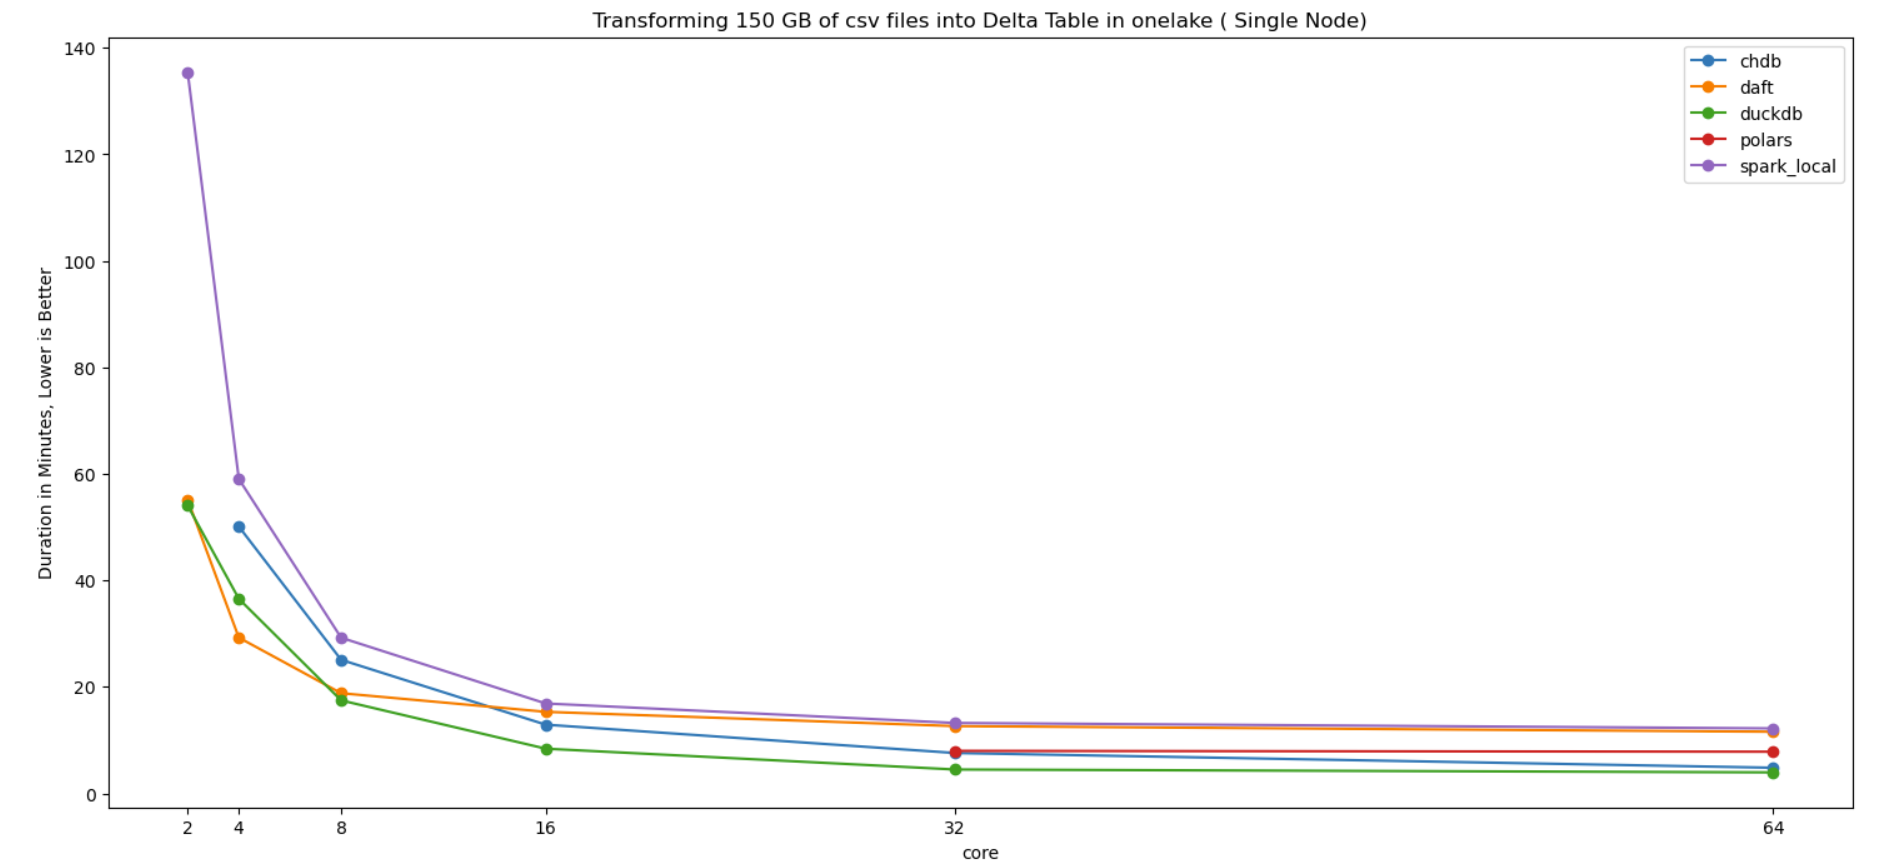 Transforming 150 GB of csv files into Delta Table in onelake ( Single Node)
chdb
daft
duckdb
polars
spark_local
Duration in Minutes, Lower is Better
140
120
100
80
60
40
20
0
2 4 8 16 32 64
core